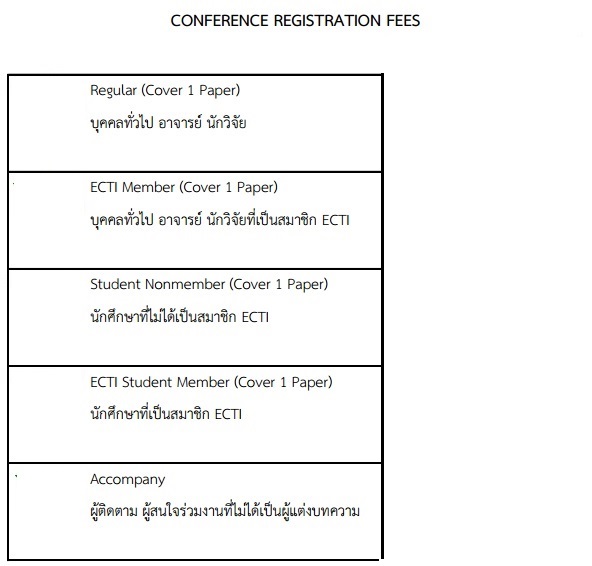 CONFERENCE REGISTRATION FEES
Regular (Cover 1 Paper)
บุคคลทั่วไป อาจารย์ นักวิจัย
ECTI Member (Cover 1 Paper)
บุคคลทั่วไป อาจารย์ นักวิจัยที่เป็นสมาชิก ECTI
Student Nonmember (Cover 1 Paper)
นักศึกษาที่ไม่ได้เป็นสมาชิก ECTI
ECTI Student Member (Cover 1 Paper)
นักศึกษาที่เป็นสมาชิก ECTI
Accompany
ผู้ติดตาม ผู้สนใจร่วมงานที่ไม่ได้เป็นผู้แต่งบทความ